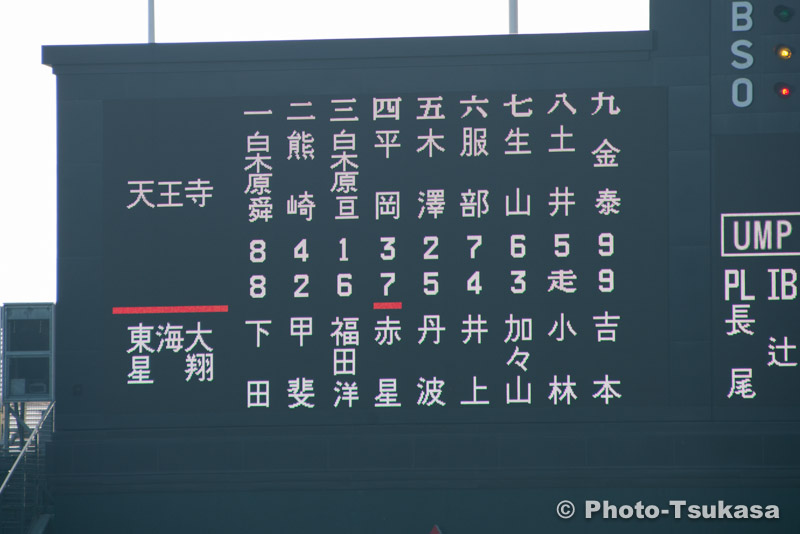 天王寺
一 白木原舜 8
二 熊崎 4
三 白木原亘 1
四 平岡 3
五 木澤 2
六 服部 7
七 生山 6
八 土井 5
九 金泰 9
東海大星翔
8 下田
2 甲斐
6 福田洋
7 赤星
5 丹波
4 井上
3 加々山
走 小林
9 吉本
B
S
O
UMP
PL 長尾
IB 辻
© Photo-Tsukasa